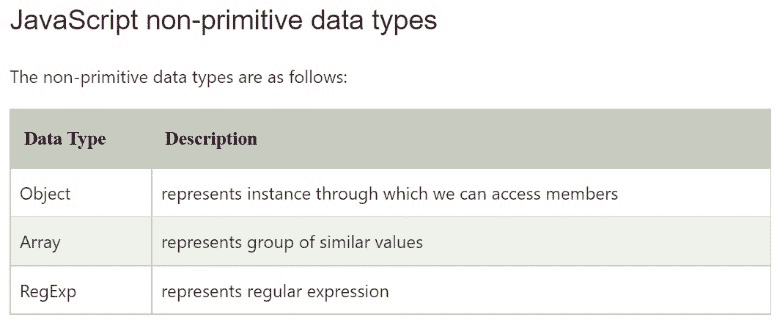 JavaScript non-primitive data types
The non-primitive data types are as follows:
Data Type Description
Object represents instance through which we can access members
Array represents group of similar values
RegExp represents regular expression